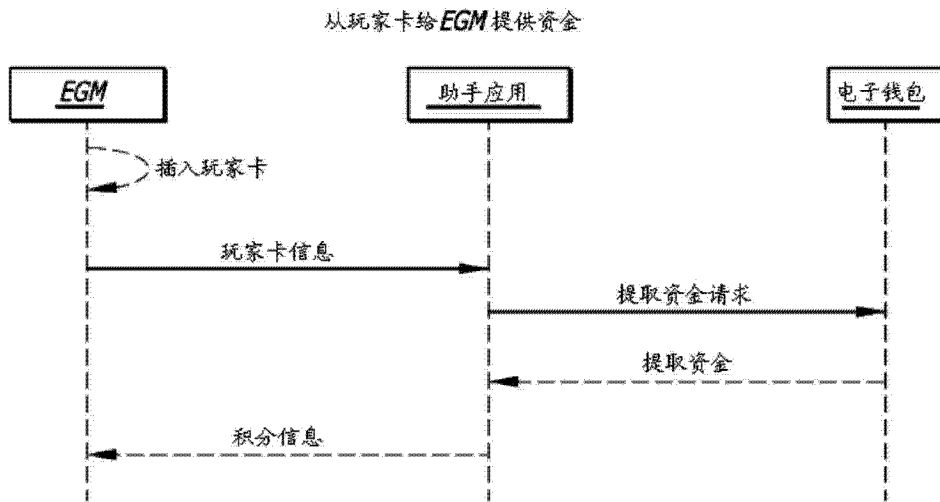 从玩家卡给EGM提供资金
EGM
助手应用
电子钱包
插入玩家卡
玩家卡信息
提取资金请求
提取资金
积分信息